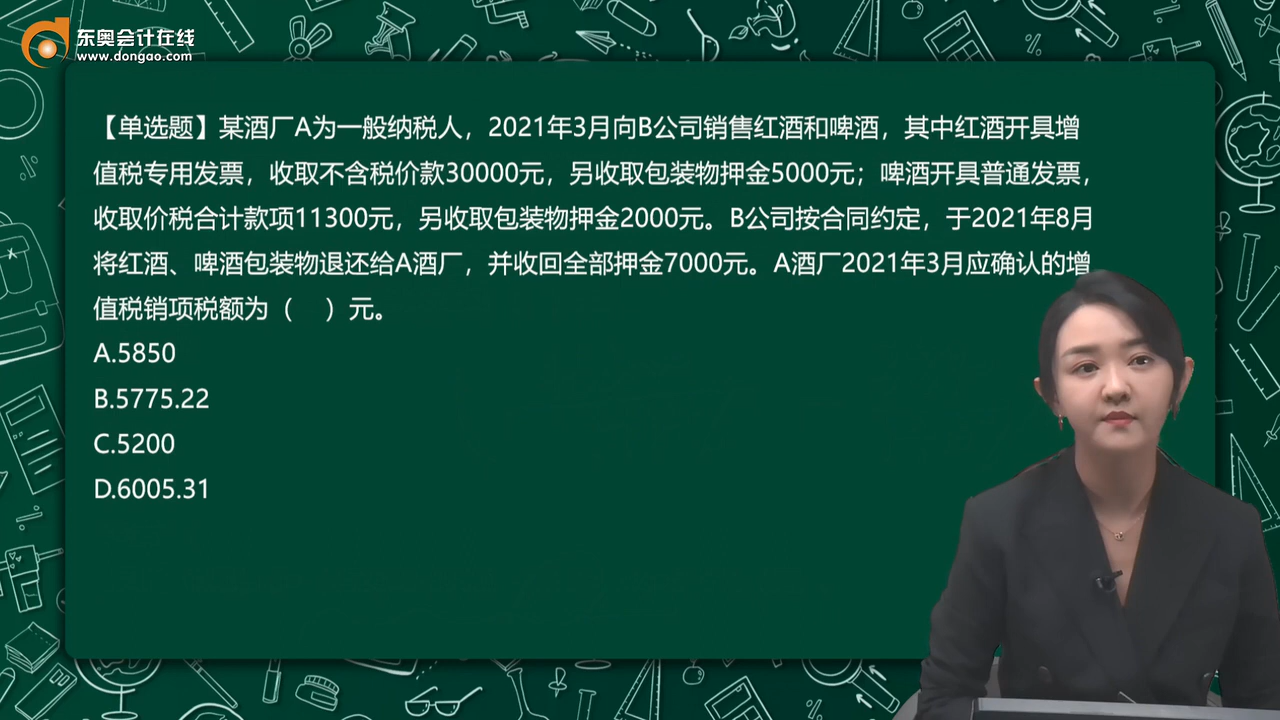 东奥会计在线
www.dongao.com
【单选题】某酒厂A为一般纳税人，2021年3月向B公司销售红酒和啤酒，其中红酒开具增
值税专用发票，收取不含税价款30000元，另收取包装物押金5000元；啤酒开具普通发票，
收取价税合计款项11300元，另收取包装物押金2000元。B公司按合同约定，于2021年8月
将红酒、啤酒包装物退还给A酒厂，并收回全部押金7000元。A酒厂2021年3月应确认的增
值税销项税额为（　）元。
A.5850
B.5775.22
C.5200
D.6005.31